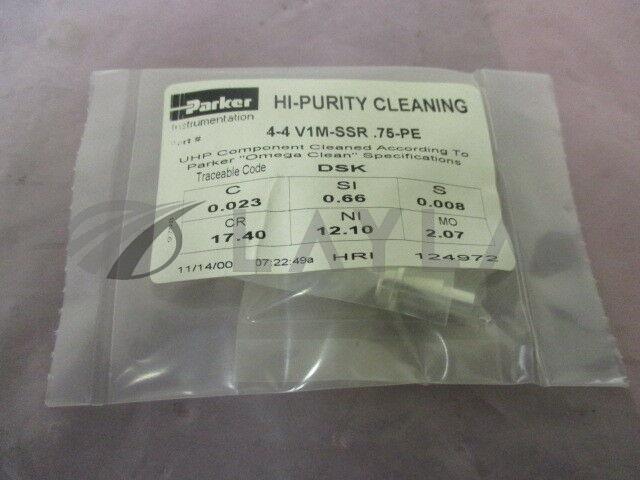 Parker
Instrumentation
HI-PURITY CLEANING
Part #
4-4 V1M-SSR .75-PE
UHP Component Cleaned According To
Parker "Omega Clean" Specifications
Traceable Code DSK
C SI S
0.023 0.66 0.008
CR NI MO
17.40 12.10 2.07
11/14/00 07:22:49a HRI 124972
LAYLA